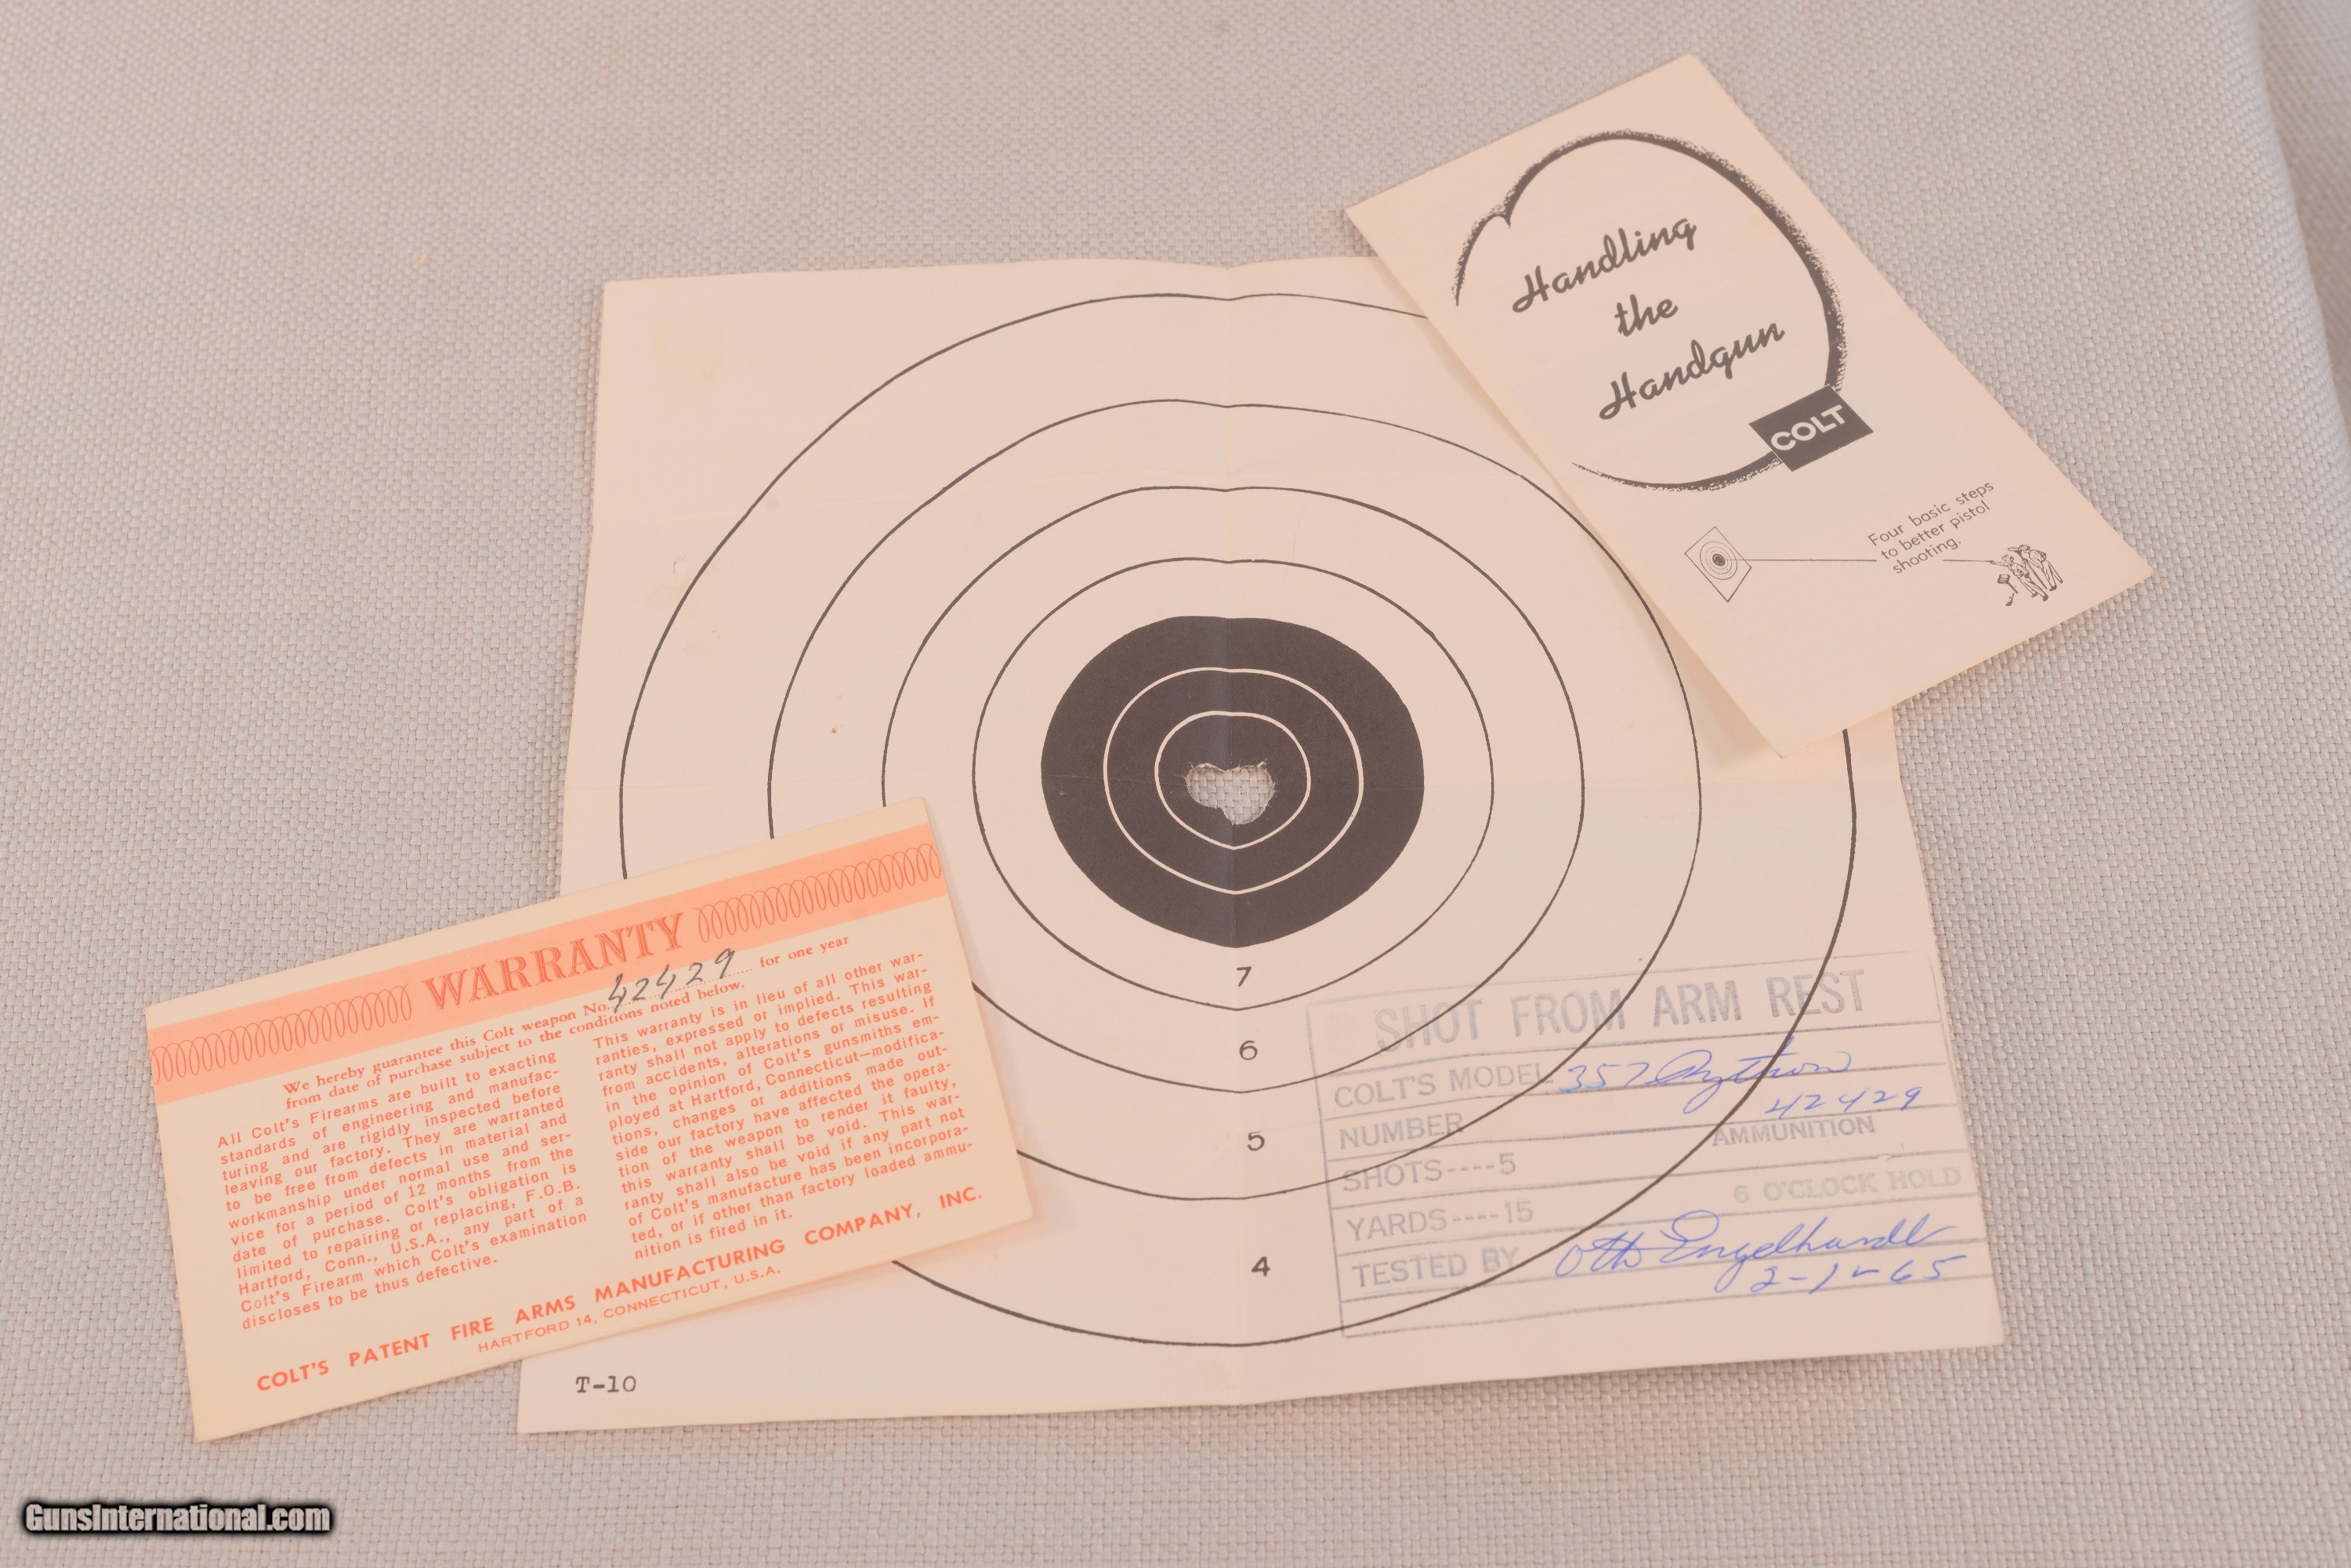 Handling
the
Handgun
COLT
Four basic steps
to better pistol
shooting.
7
6
5
4
T-10
SHOT FROM ARM REST
COLT'S MODEL 357 Python
NUMBER 42429
SHOTS----5 AMMUNITION
YARDS----15 6 O'CLOCK HOLD
TESTED BY Otto Engelhardt
2-1-65
WARRANTY
We hereby guarantee this Colt weapon No. 42429 for one year
from date of purchase subject to the conditions noted below.
All Colt's Firearms are built to exacting
standards of engineering and manufac-
turing and are rigidly inspected before
leaving our factory. They are warranted
to be free from defects in material and
workmanship under normal use and ser-
vice for a period of 12 months from the
date of purchase. Colt's obligation is
limited to repairing or replacing, F.O.B.
Hartford, Conn., U.S.A., any part of a
Colt's Firearm which Colt's examination
discloses to be thus defective.
This warranty is in lieu of all other war-
ranties, expressed or implied. This war-
ranty shall not apply to defects resulting
from accidents, alterations or misuse. If
in the opinion of Colt's gunsmiths em-
ployed at Hartford, Connecticut—modifica-
tions, changes or additions made out-
side our factory have affected the opera-
tion of the weapon to render it faulty,
this warranty shall be void. This war-
ranty shall also be void if any part not
of Colt's manufacture has been incorpora-
ted, or if other than factory loaded ammu-
nition is fired in it.
COLT'S PATENT FIRE ARMS MANUFACTURING COMPANY, INC.
HARTFORD 14, CONNECTICUT, U.S.A.
GunsInternational.com